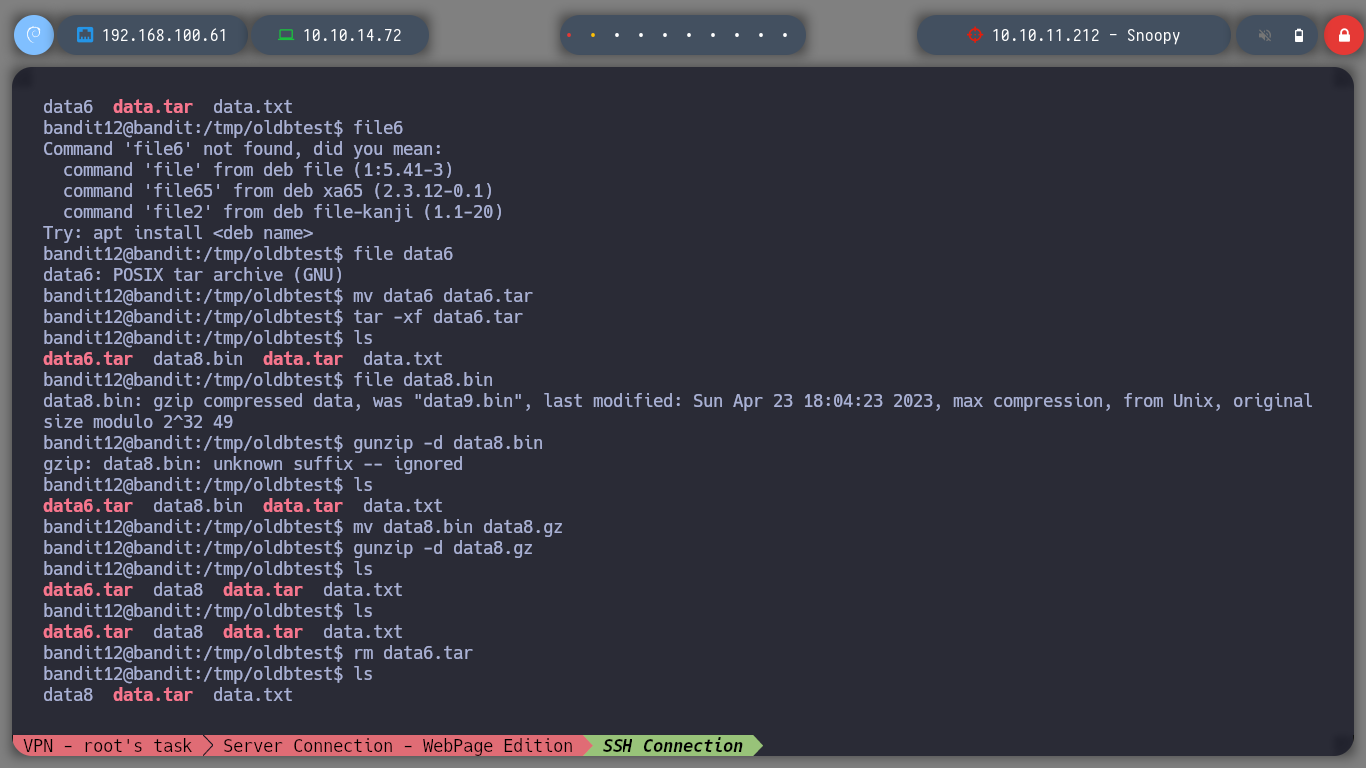 192.168.100.61 10.10.14.72 10.10.11.212 - Snoopy
data6  data.tar  data.txt
bandit12@bandit:/tmp/oldbtest$ file6
Command 'file6' not found, did you mean:
  command 'file' from deb file (1:5.41-3)
  command 'file65' from deb xa65 (2.3.12-0.1)
  command 'file2' from deb file-kanji (1.1-20)
Try: apt install <deb name>
bandit12@bandit:/tmp/oldbtest$ file data6
data6: POSIX tar archive (GNU)
bandit12@bandit:/tmp/oldbtest$ mv data6 data6.tar
bandit12@bandit:/tmp/oldbtest$ tar -xf data6.tar
bandit12@bandit:/tmp/oldbtest$ ls
data6.tar  data8.bin  data.tar  data.txt
bandit12@bandit:/tmp/oldbtest$ file data8.bin
data8.bin: gzip compressed data, was "data9.bin", last modified: Sun Apr 23 18:04:23 2023, max compression, from Unix, original
size modulo 2^32 49
bandit12@bandit:/tmp/oldbtest$ gunzip -d data8.bin
gzip: data8.bin: unknown suffix -- ignored
bandit12@bandit:/tmp/oldbtest$ ls
data6.tar  data8.bin  data.tar  data.txt
bandit12@bandit:/tmp/oldbtest$ mv data8.bin data8.gz
bandit12@bandit:/tmp/oldbtest$ gunzip -d data8.gz
bandit12@bandit:/tmp/oldbtest$ ls
data6.tar  data8  data.tar  data.txt
bandit12@bandit:/tmp/oldbtest$ ls
data6.tar  data8  data.tar  data.txt
bandit12@bandit:/tmp/oldbtest$ rm data6.tar
bandit12@bandit:/tmp/oldbtest$ ls
data8  data.tar  data.txt
VPN - root's task Server Connection - WebPage Edition SSH Connection